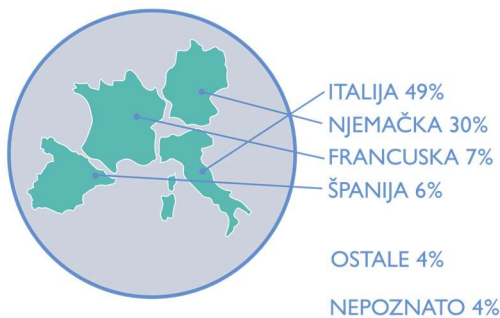 ITALIJA 49%
NJEMAČKA 30%
FRANCUSKA 7%
ŠPANIJA 6%
OSTALE 4%
NEPOZNATO 4%